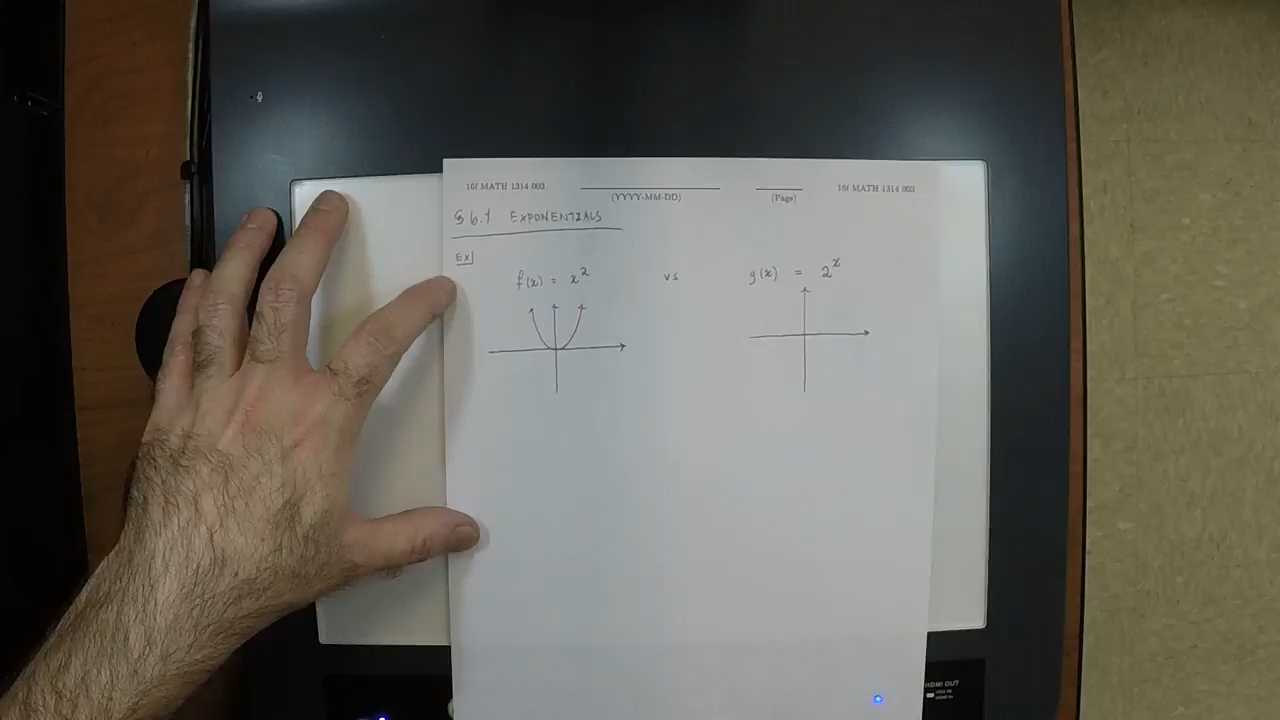 16f MATH 1314 003 (YYYY-MM-DD) (Page) 16f MATH 1314 003
§ 6.1 EXPONENTIALS
Ex
f(x) = x² vs g(x) = 2ˣ
HDMI OUT